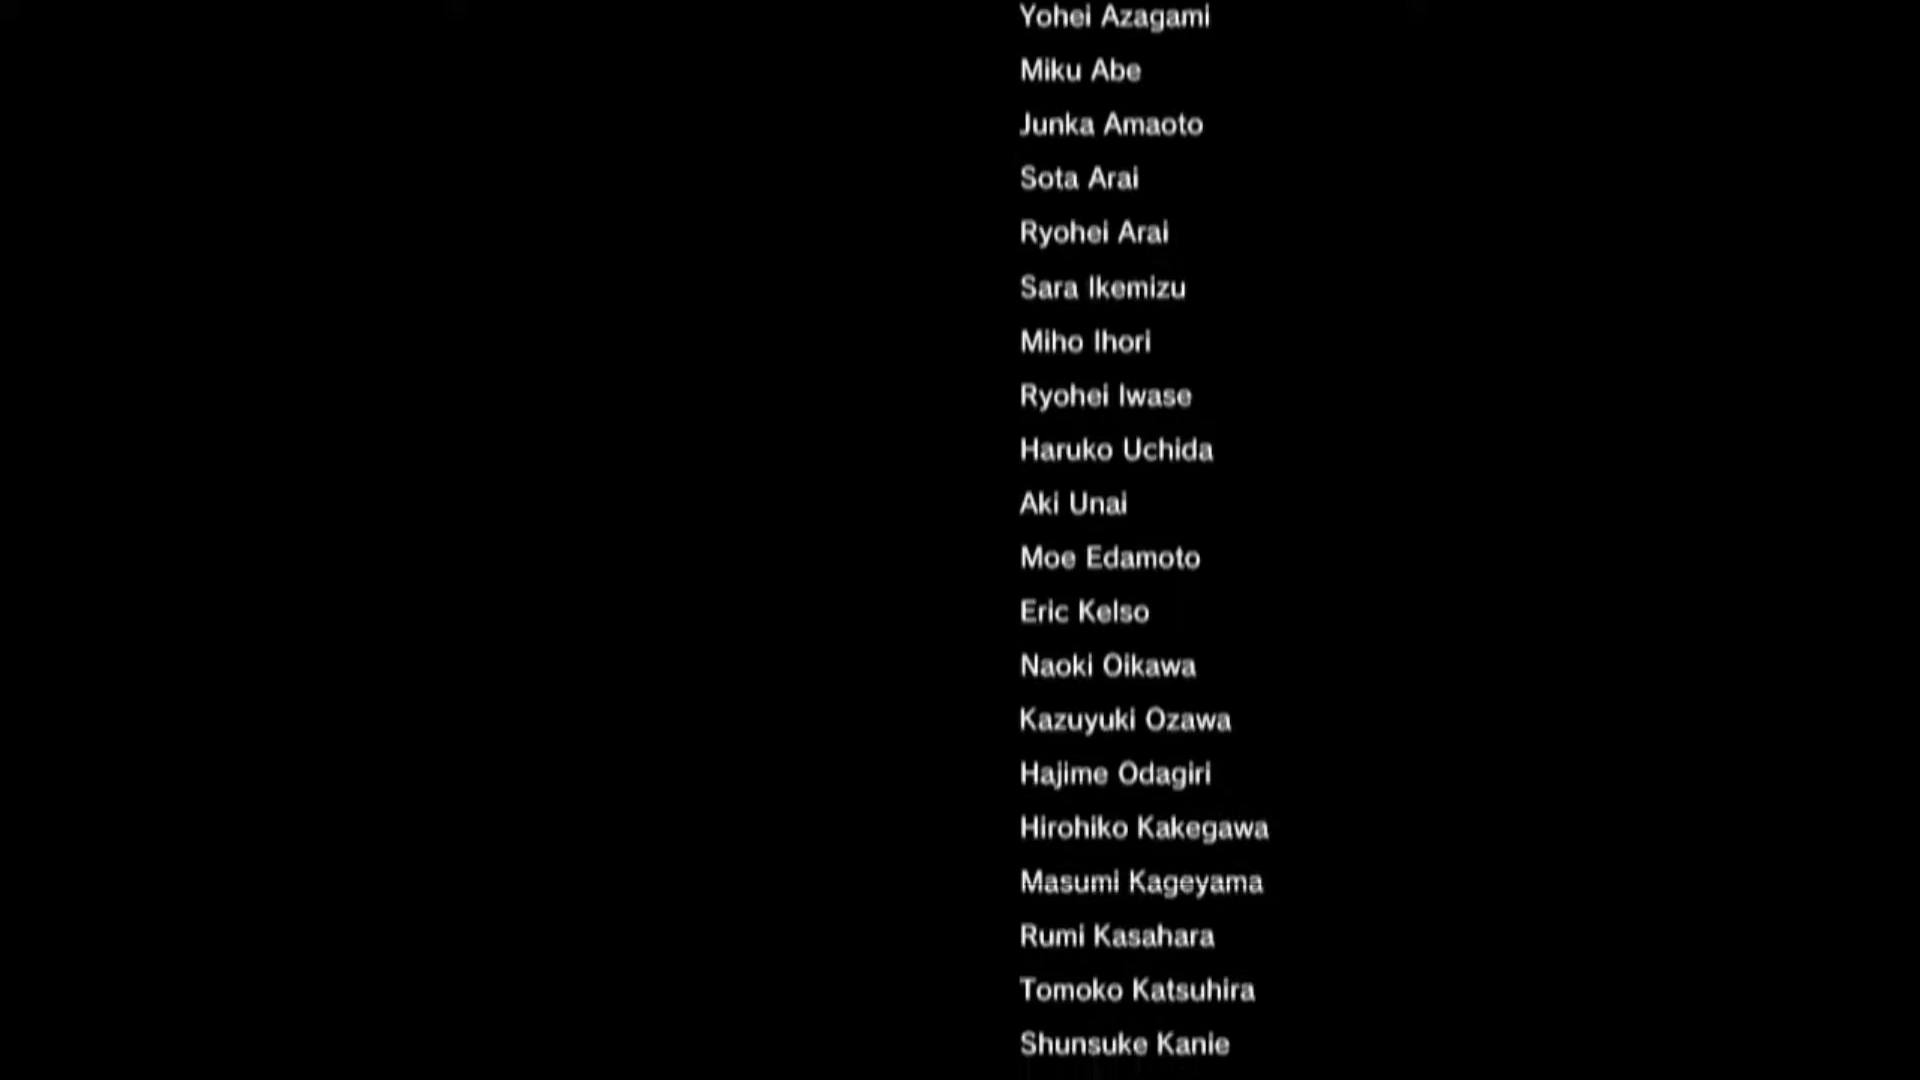 Yohei Azagami
Miku Abe
Junka Amaoto
Sota Arai
Ryohei Arai
Sara Ikemizu
Miho Ihori
Ryohei Iwase
Haruko Uchida
Aki Unai
Moe Edamoto
Eric Kelso
Naoki Oikawa
Kazuyuki Ozawa
Hajime Odagiri
Hirohiko Kakegawa
Masumi Kageyama
Rumi Kasahara
Tomoko Katsuhira
Shunsuke Kanie